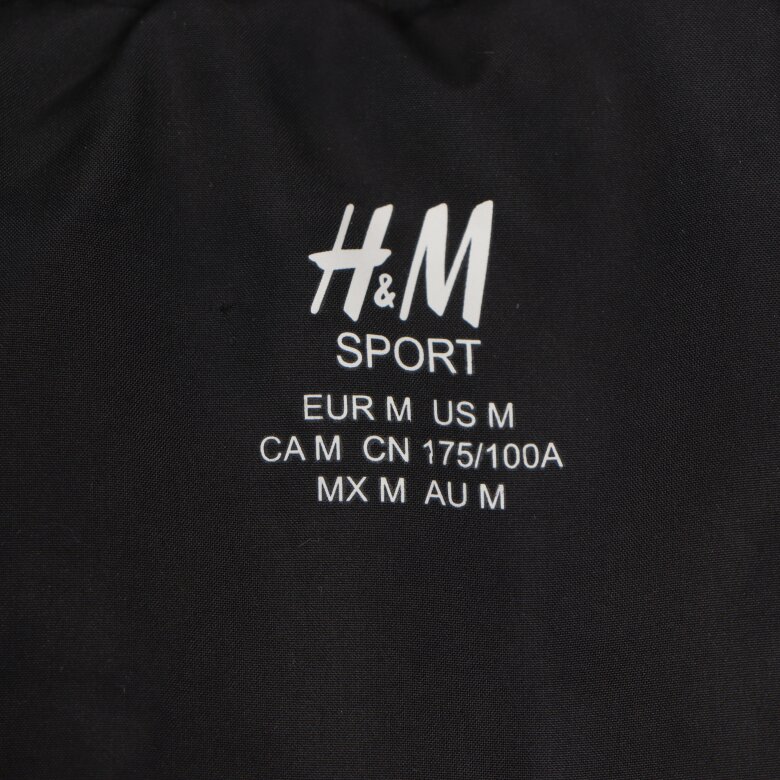 H&M
SPORT
EUR M US M
CA M CN 175/100A
MX M AU M